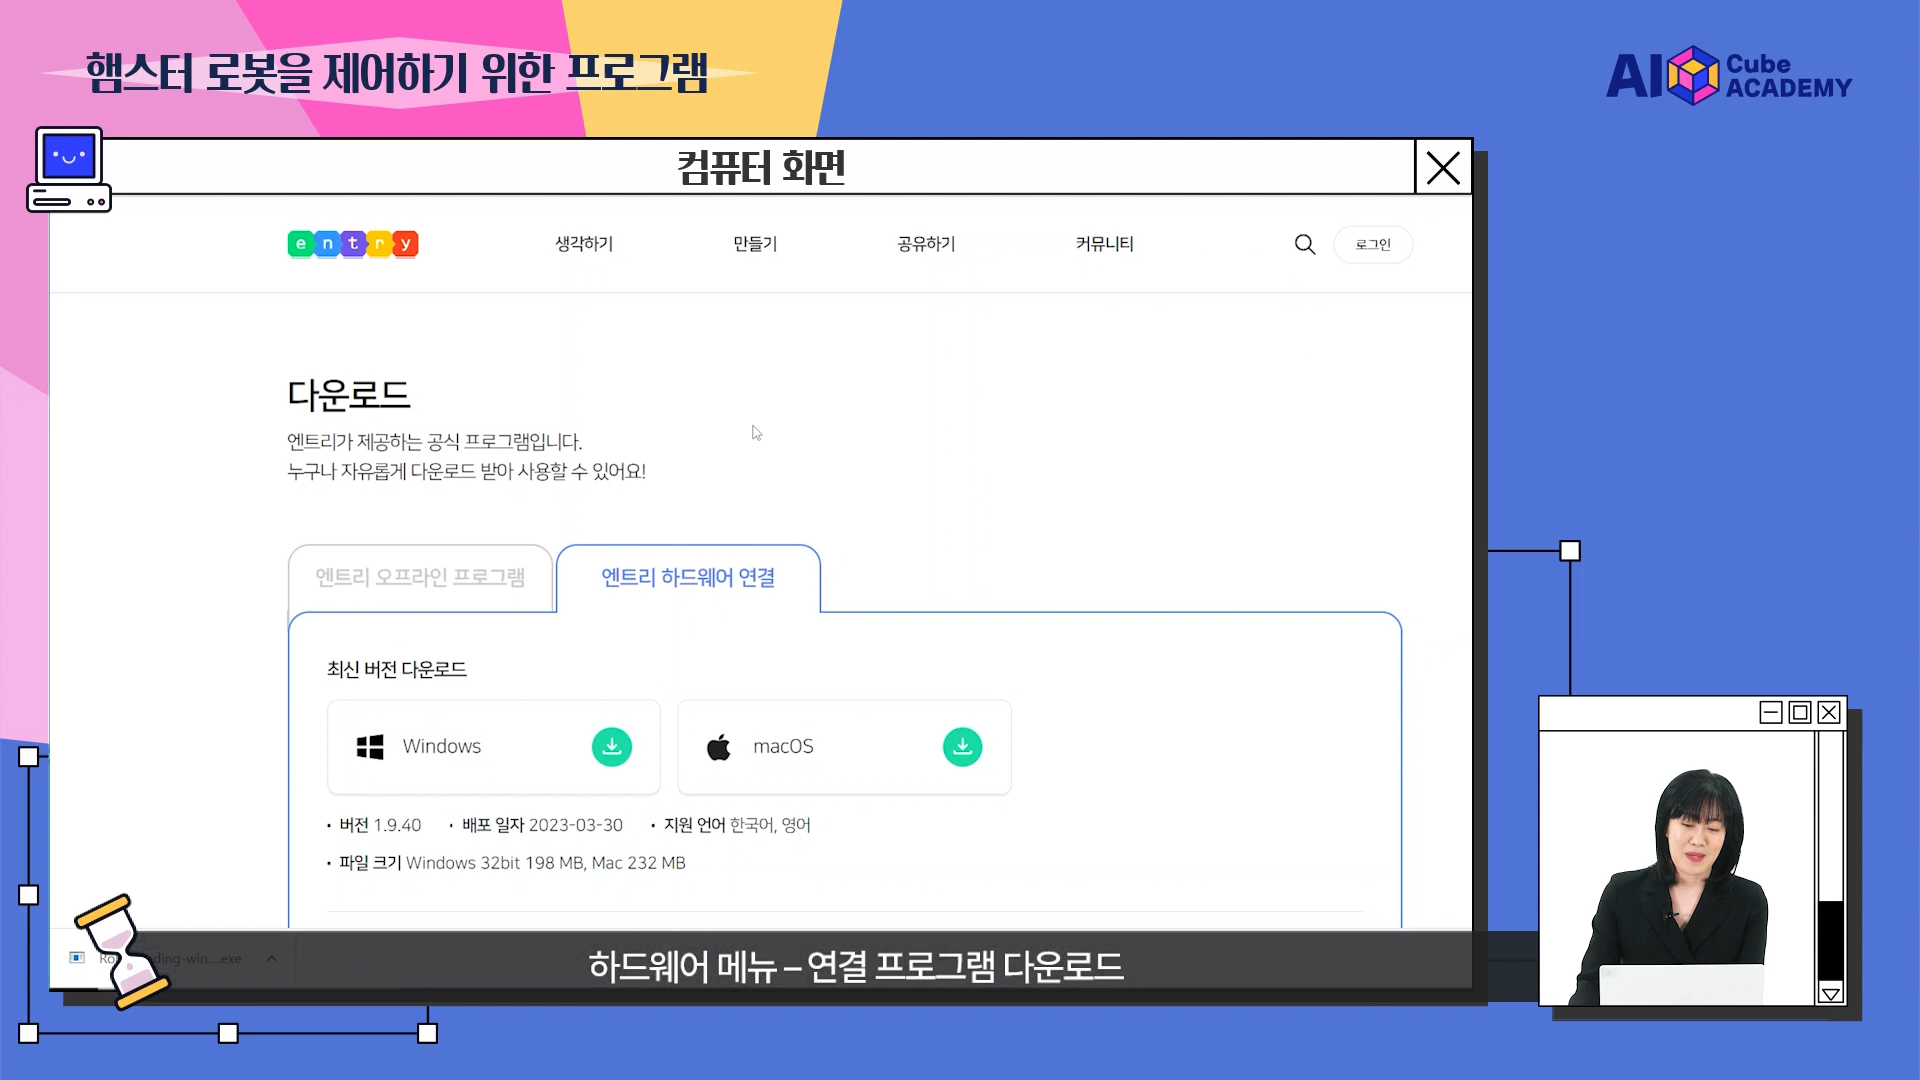 햄스터 로봇을 제어하기 위한 프로그램
AI Cube ACADEMY
컴퓨터 화면
entry
생각하기
만들기
공유하기
커뮤니티
로그인
다운로드
엔트리가 제공하는 공식 프로그램입니다.
누구나 자유롭게 다운로드 받아 사용할 수 있어요!
엔트리 오프라인 프로그램
엔트리 하드웨어 연결
최신 버전 다운로드
Windows
macOS
· 버전 1.9.40 · 배포 일자 2023-03-30 · 지원 언어 한국어, 영어
· 파일 크기 Windows 32bit 198 MB, Mac 232 MB
하드웨어 메뉴 – 연결 프로그램 다운로드